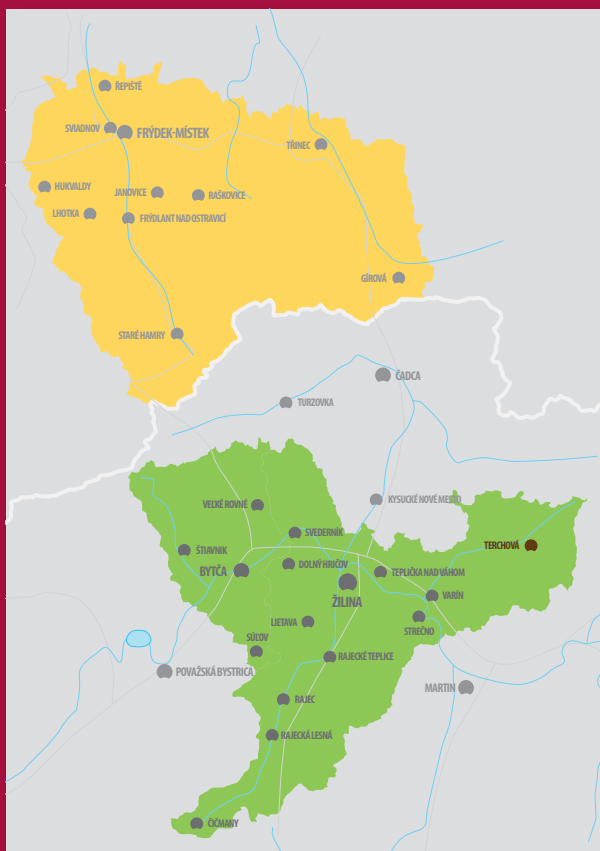 ŘEPIŠTĚ
SVIADNOV
FRÝDEK-MÍSTEK
TŘINEC
HUKVALDY
JANOVICE
RAŠKOVICE
LHOTKA
FRÝDLANT NAD OSTRAVICÍ
GÍROVÁ
STARÉ HAMRY
ČADCA
TURZOVKA
KYSUCKÉ NOVÉ MESTO
VEĽKÉ ROVNÉ
SVEDERNÍK
TERCHOVÁ
ŠTIAVNIK
DOLNÝ HRIČOV
BYTČA
TEPLIČKA NAD VÁHOM
ŽILINA
VARÍN
LIETAVA
STREČNO
SÚĽOV
RAJECKÉ TEPLICE
POVAŽSKÁ BYSTRICA
MARTIN
RAJEC
RAJECKÁ LESNÁ
ČIČMANY